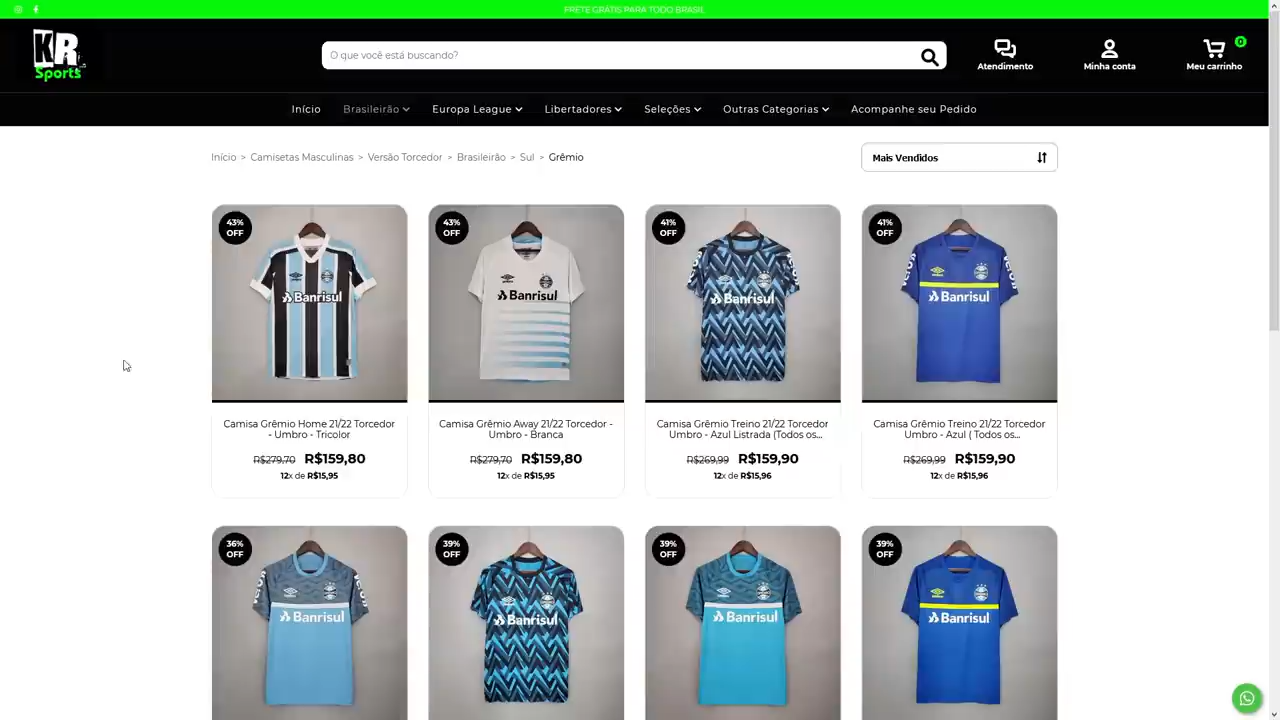 FRETE GRÁTIS PARA TODO BRASIL
KR
Sports
O que você está buscando?
Atendimento
Minha conta
0
Meu carrinho
Início
Brasileirão
Europa League
Libertadores
Seleções
Outras Categorias
Acompanhe seu Pedido
Início > Camisetas Masculinas > Versão Torcedor > Brasileirão > Sul > Grêmio
Mais Vendidos
43%
OFF
Banrisul
Camisa Grêmio Home 21/22 Torcedor
- Umbro - Tricolor
R$279,70 R$159,80
12x de R$15,95
43%
OFF
Banrisul
Camisa Grêmio Away 21/22 Torcedor -
Umbro - Branca
R$279,70 R$159,80
12x de R$15,95
41%
OFF
Banrisul
Camisa Grêmio Treino 21/22 Torcedor
Umbro - Azul Listrada (Todos os...
R$269,99 R$159,90
12x de R$15,96
41%
OFF
Banrisul
Camisa Grêmio Treino 21/22 Torcedor
Umbro - Azul ( Todos os...
R$269,99 R$159,90
12x de R$15,96
36%
OFF
Banrisul
39%
OFF
Banrisul
39%
OFF
Banrisul
39%
OFF
Banrisul